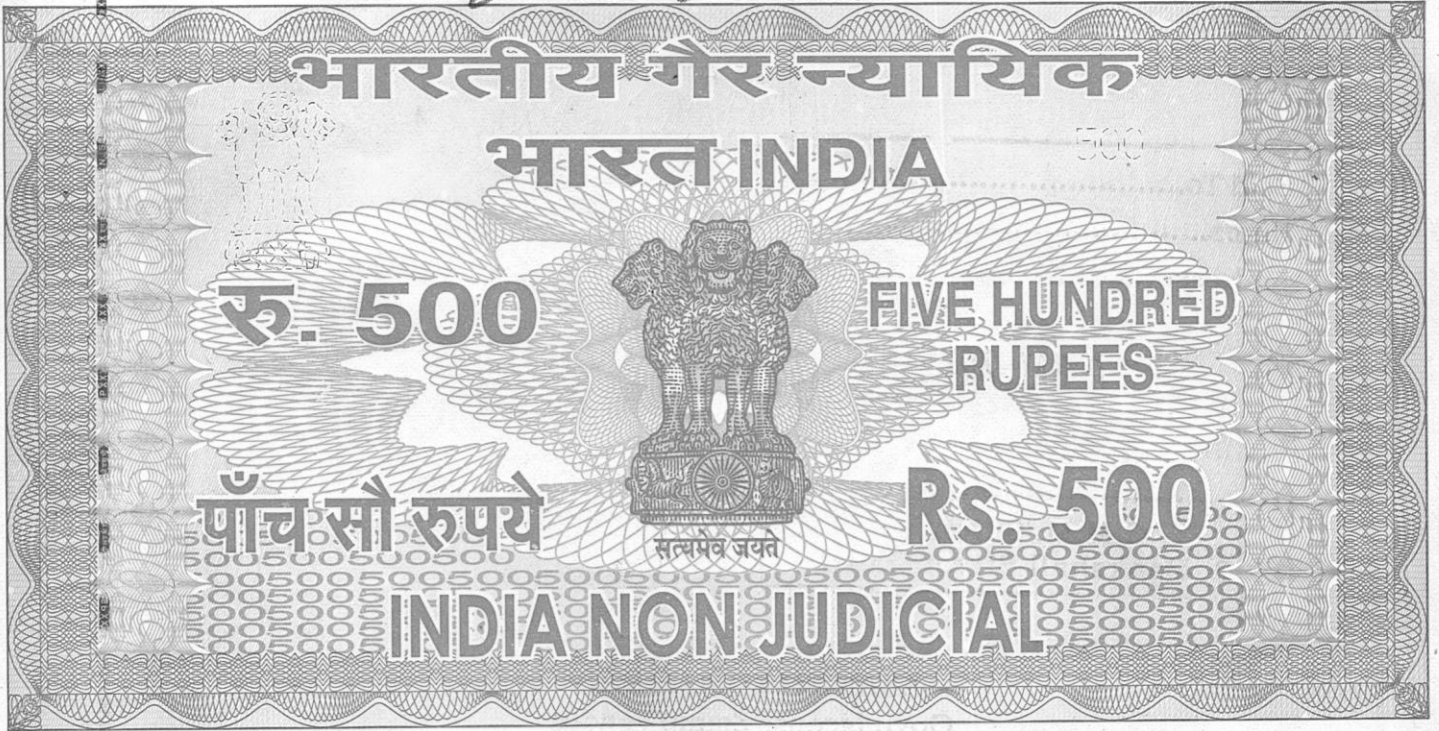 भारतीय गैर न्यायिक
भारत INDIA
500
रु. 500
FIVE HUNDRED
RUPEES
पाँच सौ रुपये
Rs. 500
सत्यमेव जयते
INDIA NON JUDICIAL